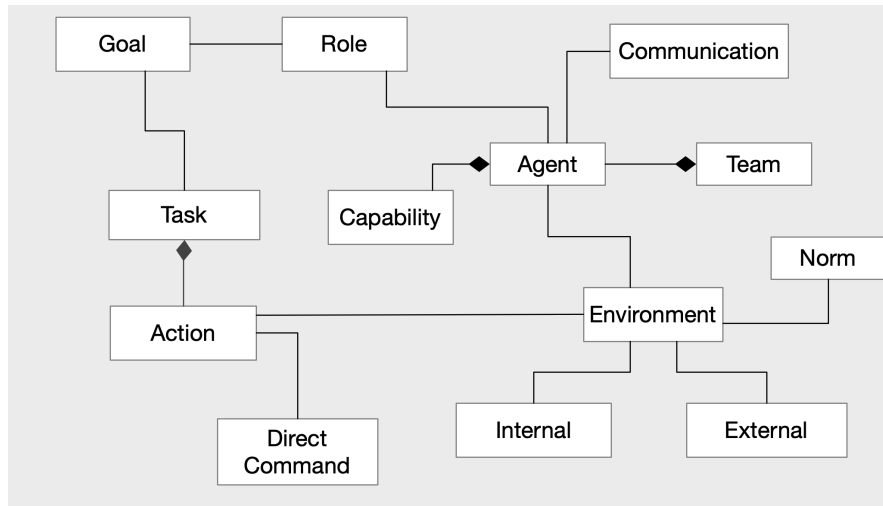 Goal
Role
Communication
Agent
Team
Task
Capability
Norm
Environment
Action
Internal
External
Direct
Command